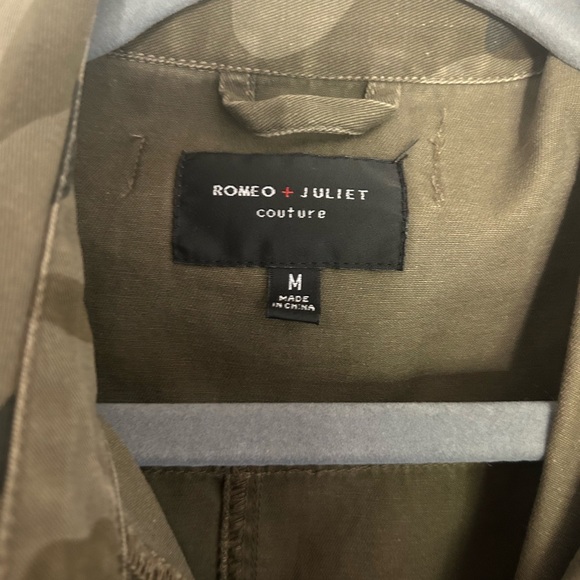 ROMEO + JULIET
couture
M
MADE
IN CHINA